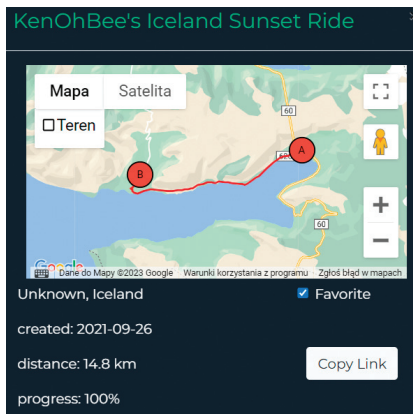 KenOhBee's Iceland Sunset Ride
Mapa Satelita
Teren
60
A
B
60
Google
Dane do Mapy ©2023 Google Warunki korzystania z programu Zgłoś błąd w mapach
Unknown, Iceland
Favorite
created: 2021-09-26
distance: 14.8 km
Copy Link
progress: 100%